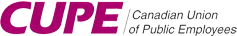 CUPE
Canadian Union
of Public Employees